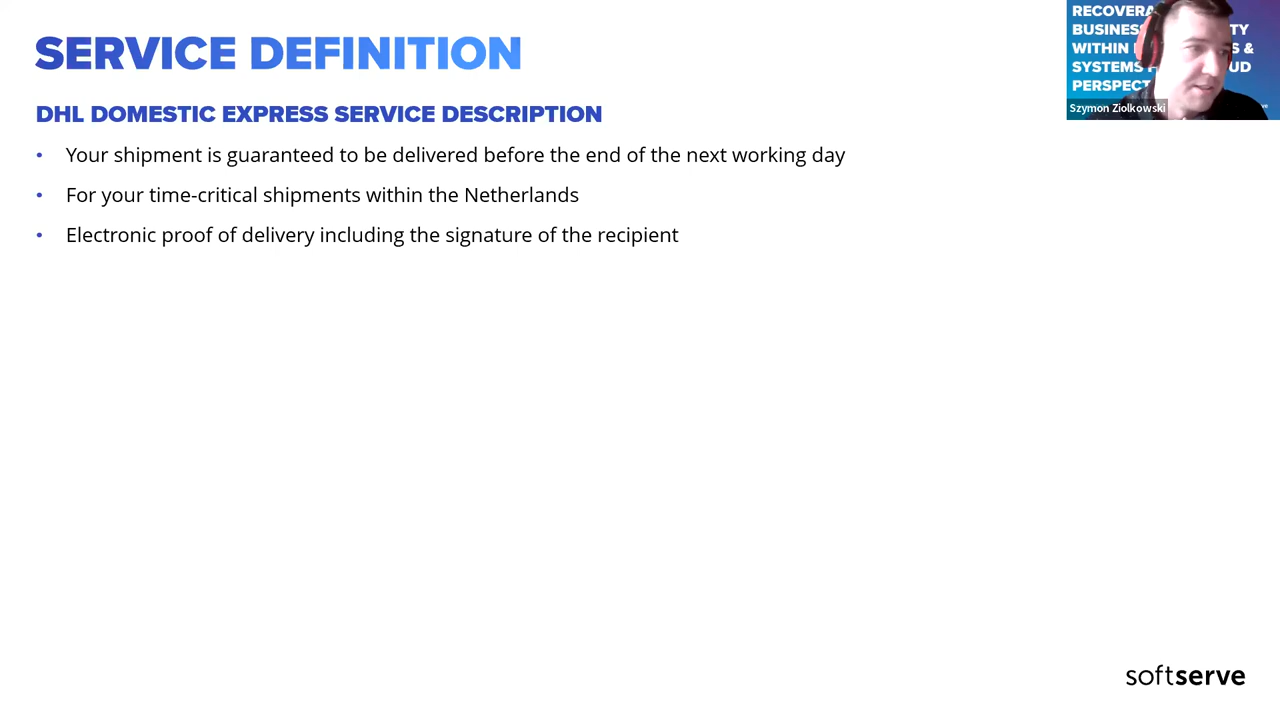 SERVICE DEFINITION
DHL DOMESTIC EXPRESS SERVICE DESCRIPTION
• Your shipment is guaranteed to be delivered before the end of the next working day
• For your time-critical shipments within the Netherlands
• Electronic proof of delivery including the signature of the recipient
RECOVERA
BUSINES TY
WITHIN S &
SYSTEMS UD
PERSPECT
Szymon Ziolkowski
softserve